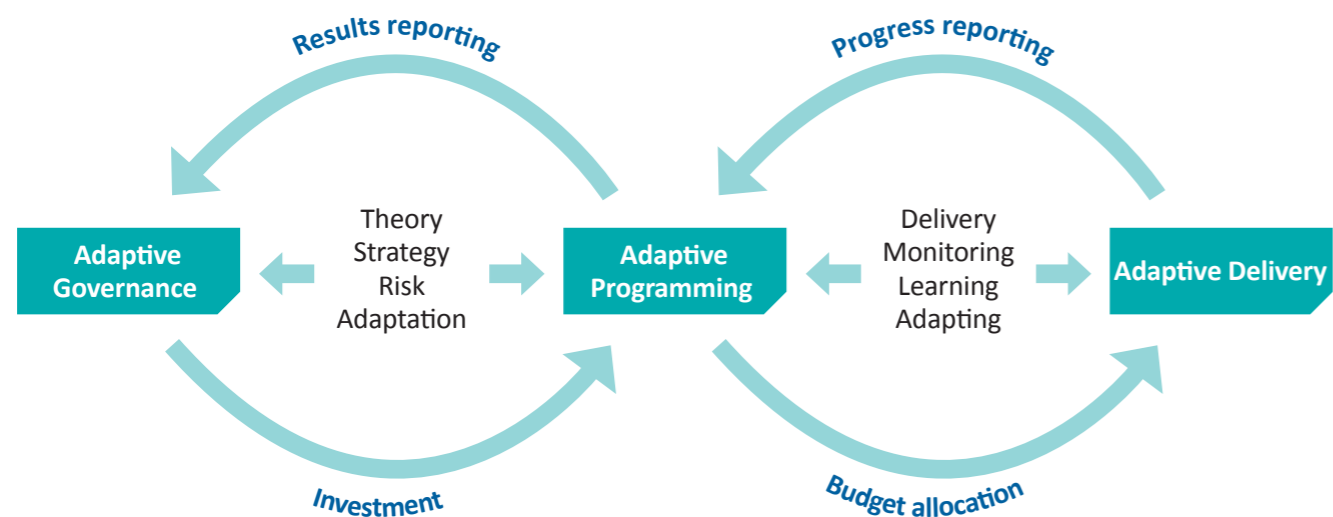 Results reporting
Progress reporting
Adaptive
Governance
Theory
Strategy
Risk
Adaptation
Adaptive
Programming
Delivery
Monitoring
Learning
Adapting
Adaptive Delivery
Investment
Budget allocation